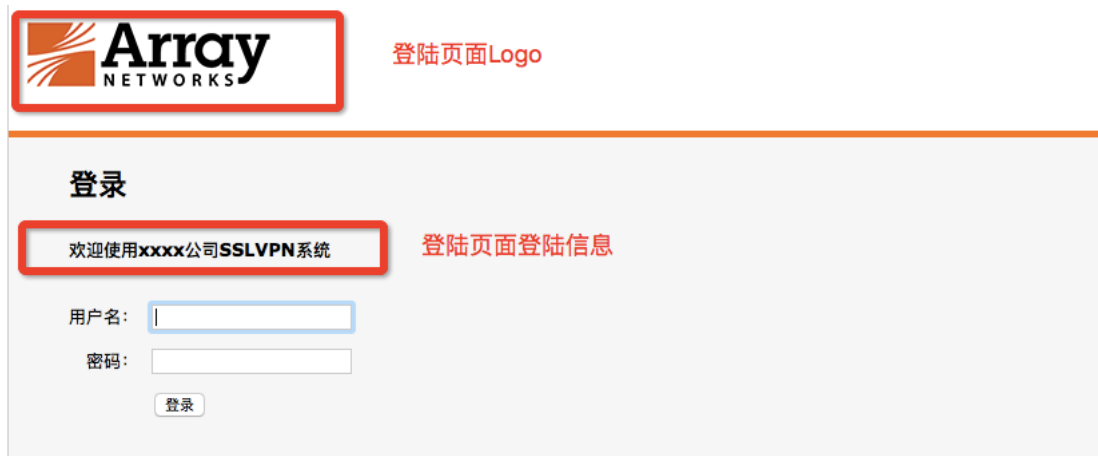 Array
NETWORKS
登陆页面Logo
登录
欢迎使用xxxx公司SSLVPN系统
登陆页面登陆信息
用户名:
密码:
登录